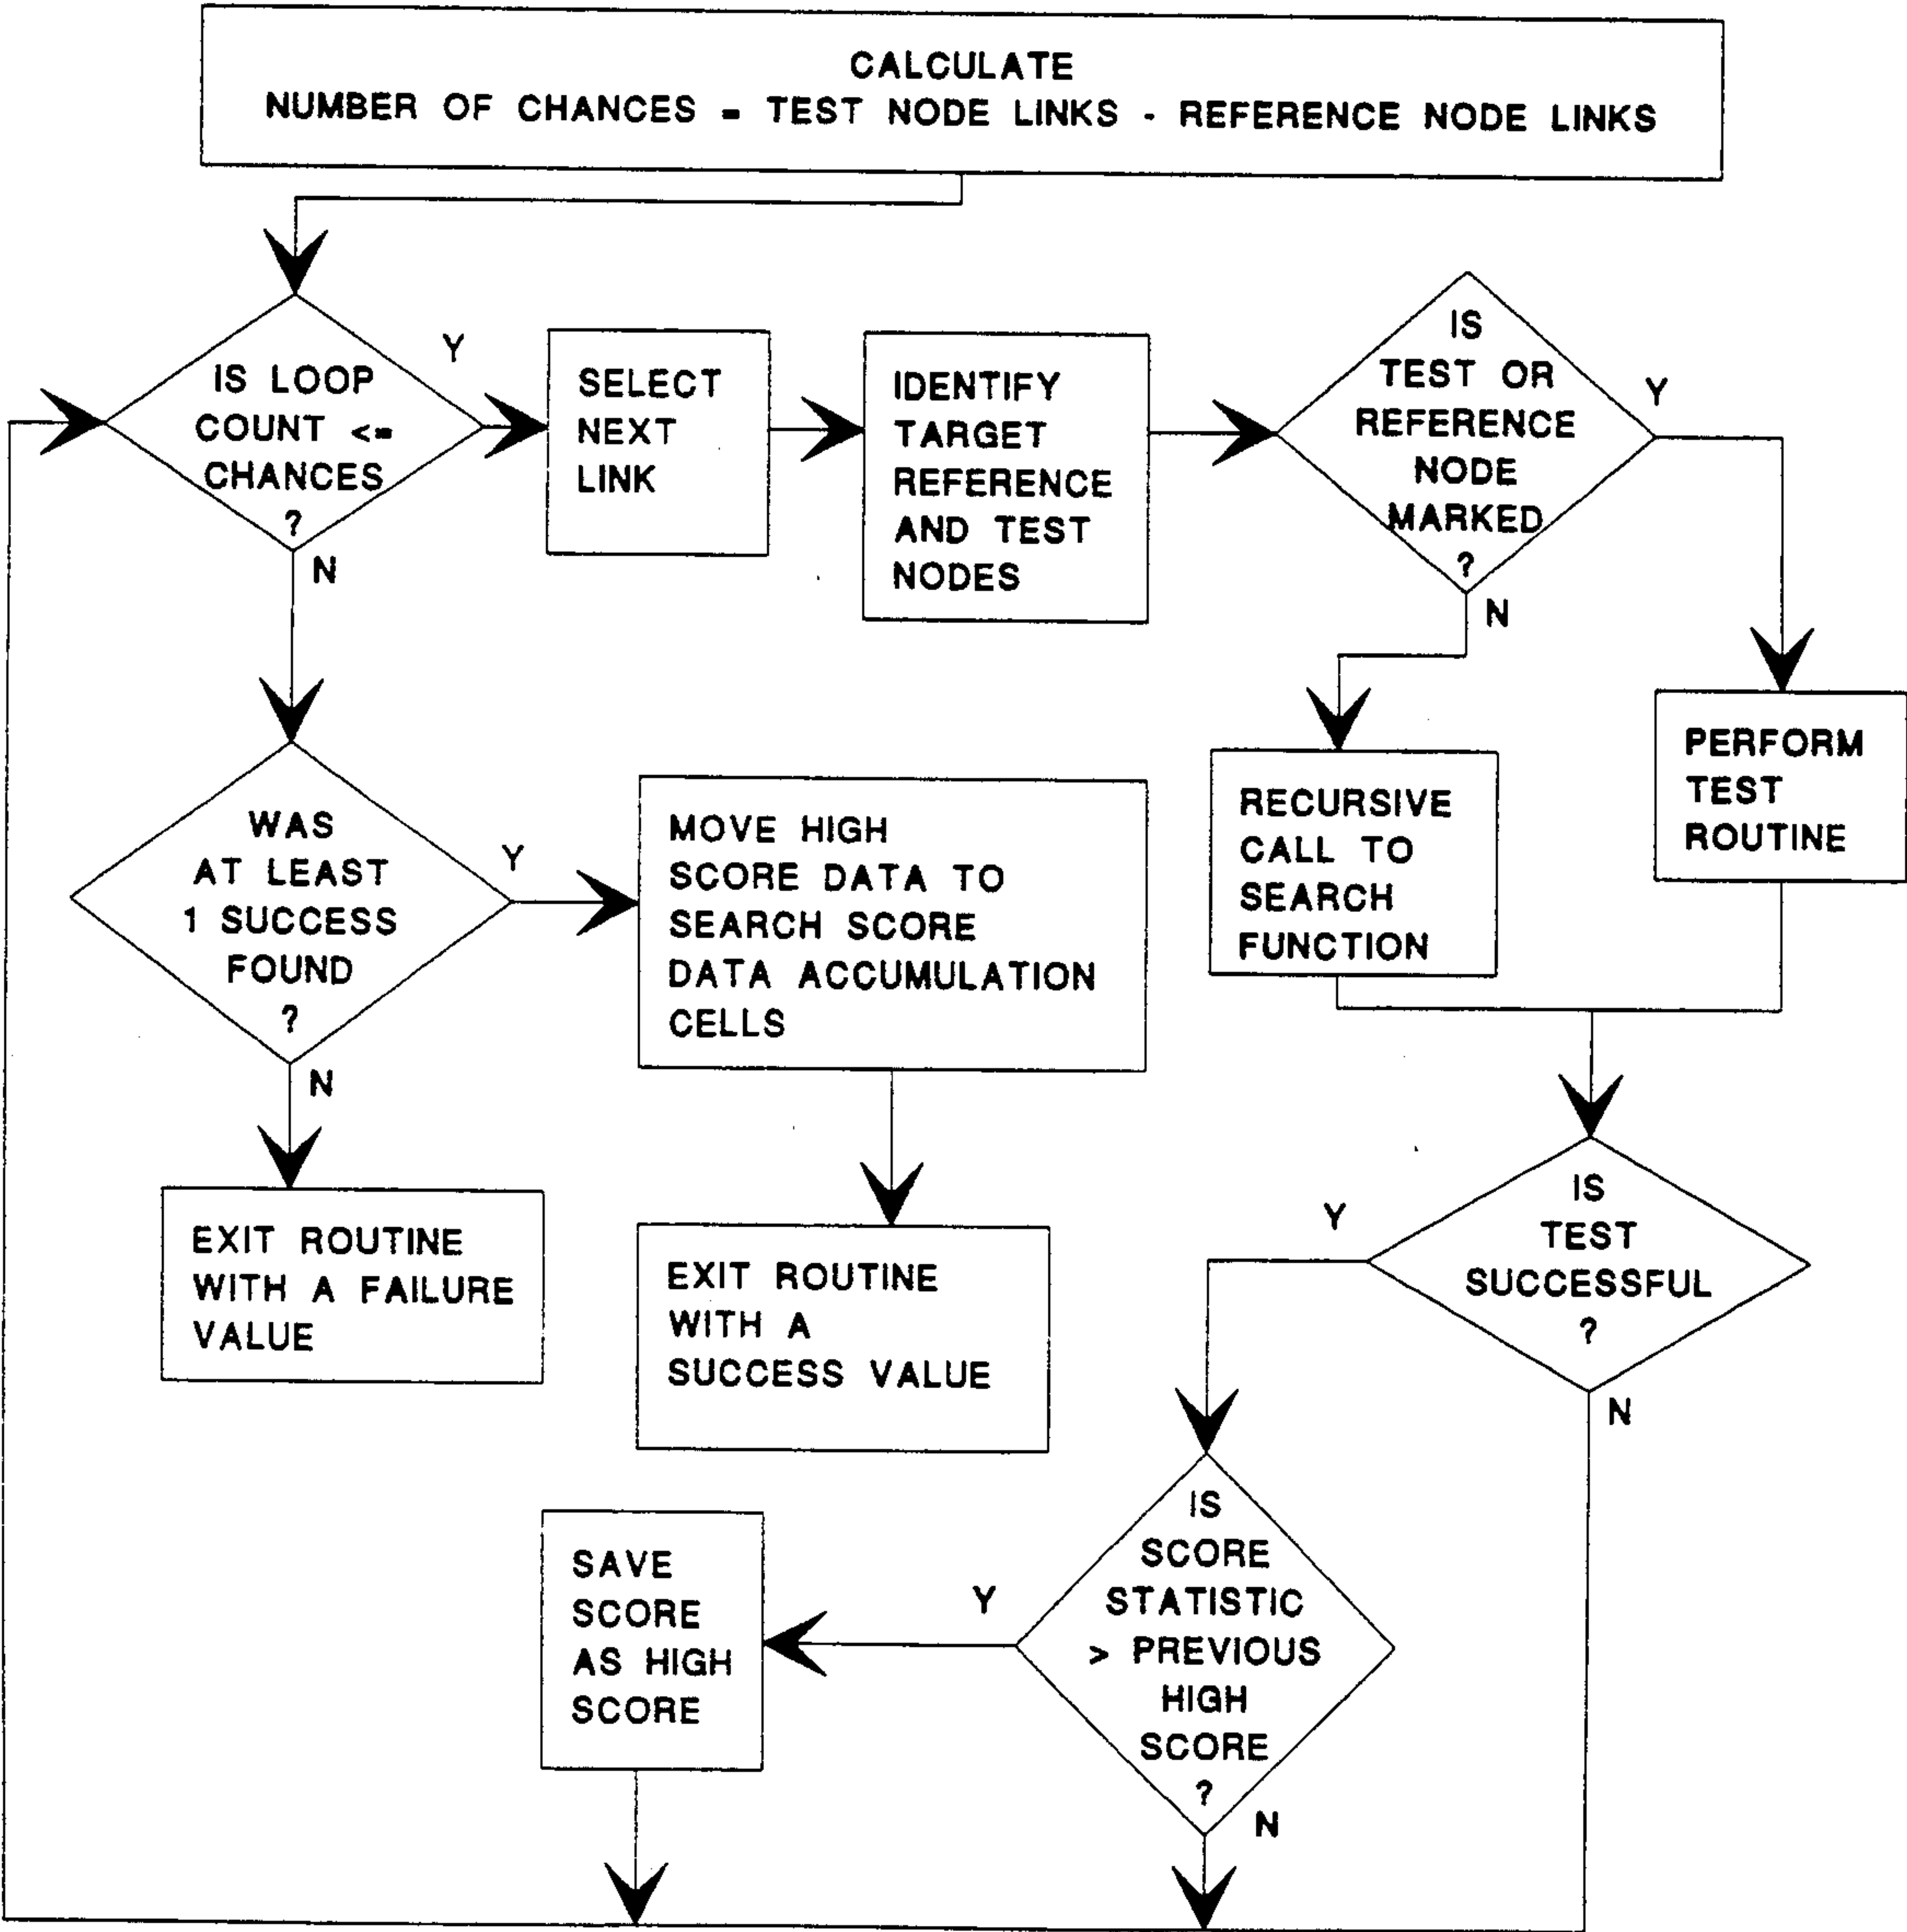 CALCULATE
NUMBER OF CHANCES = TEST NODE LINKS - REFERENCE NODE LINKS
IS LOOP
COUNT <=
CHANCES
?
Y
N
SELECT
NEXT
LINK
IDENTIFY
TARGET
REFERENCE
AND TEST
NODES
IS
TEST OR
REFERENCE
NODE
MARKED
?
Y
N
PERFORM
TEST
ROUTINE
RECURSIVE
CALL TO
SEARCH
FUNCTION
WAS
AT LEAST
1 SUCCESS
FOUND
?
Y
N
MOVE HIGH
SCORE DATA TO
SEARCH SCORE
DATA ACCUMULATION
CELLS
EXIT ROUTINE
WITH A FAILURE
VALUE
EXIT ROUTINE
WITH A
SUCCESS VALUE
IS
TEST
SUCCESSFUL
?
Y
N
IS
SCORE
STATISTIC
> PREVIOUS
HIGH
SCORE
?
Y
N
SAVE
SCORE
AS HIGH
SCORE